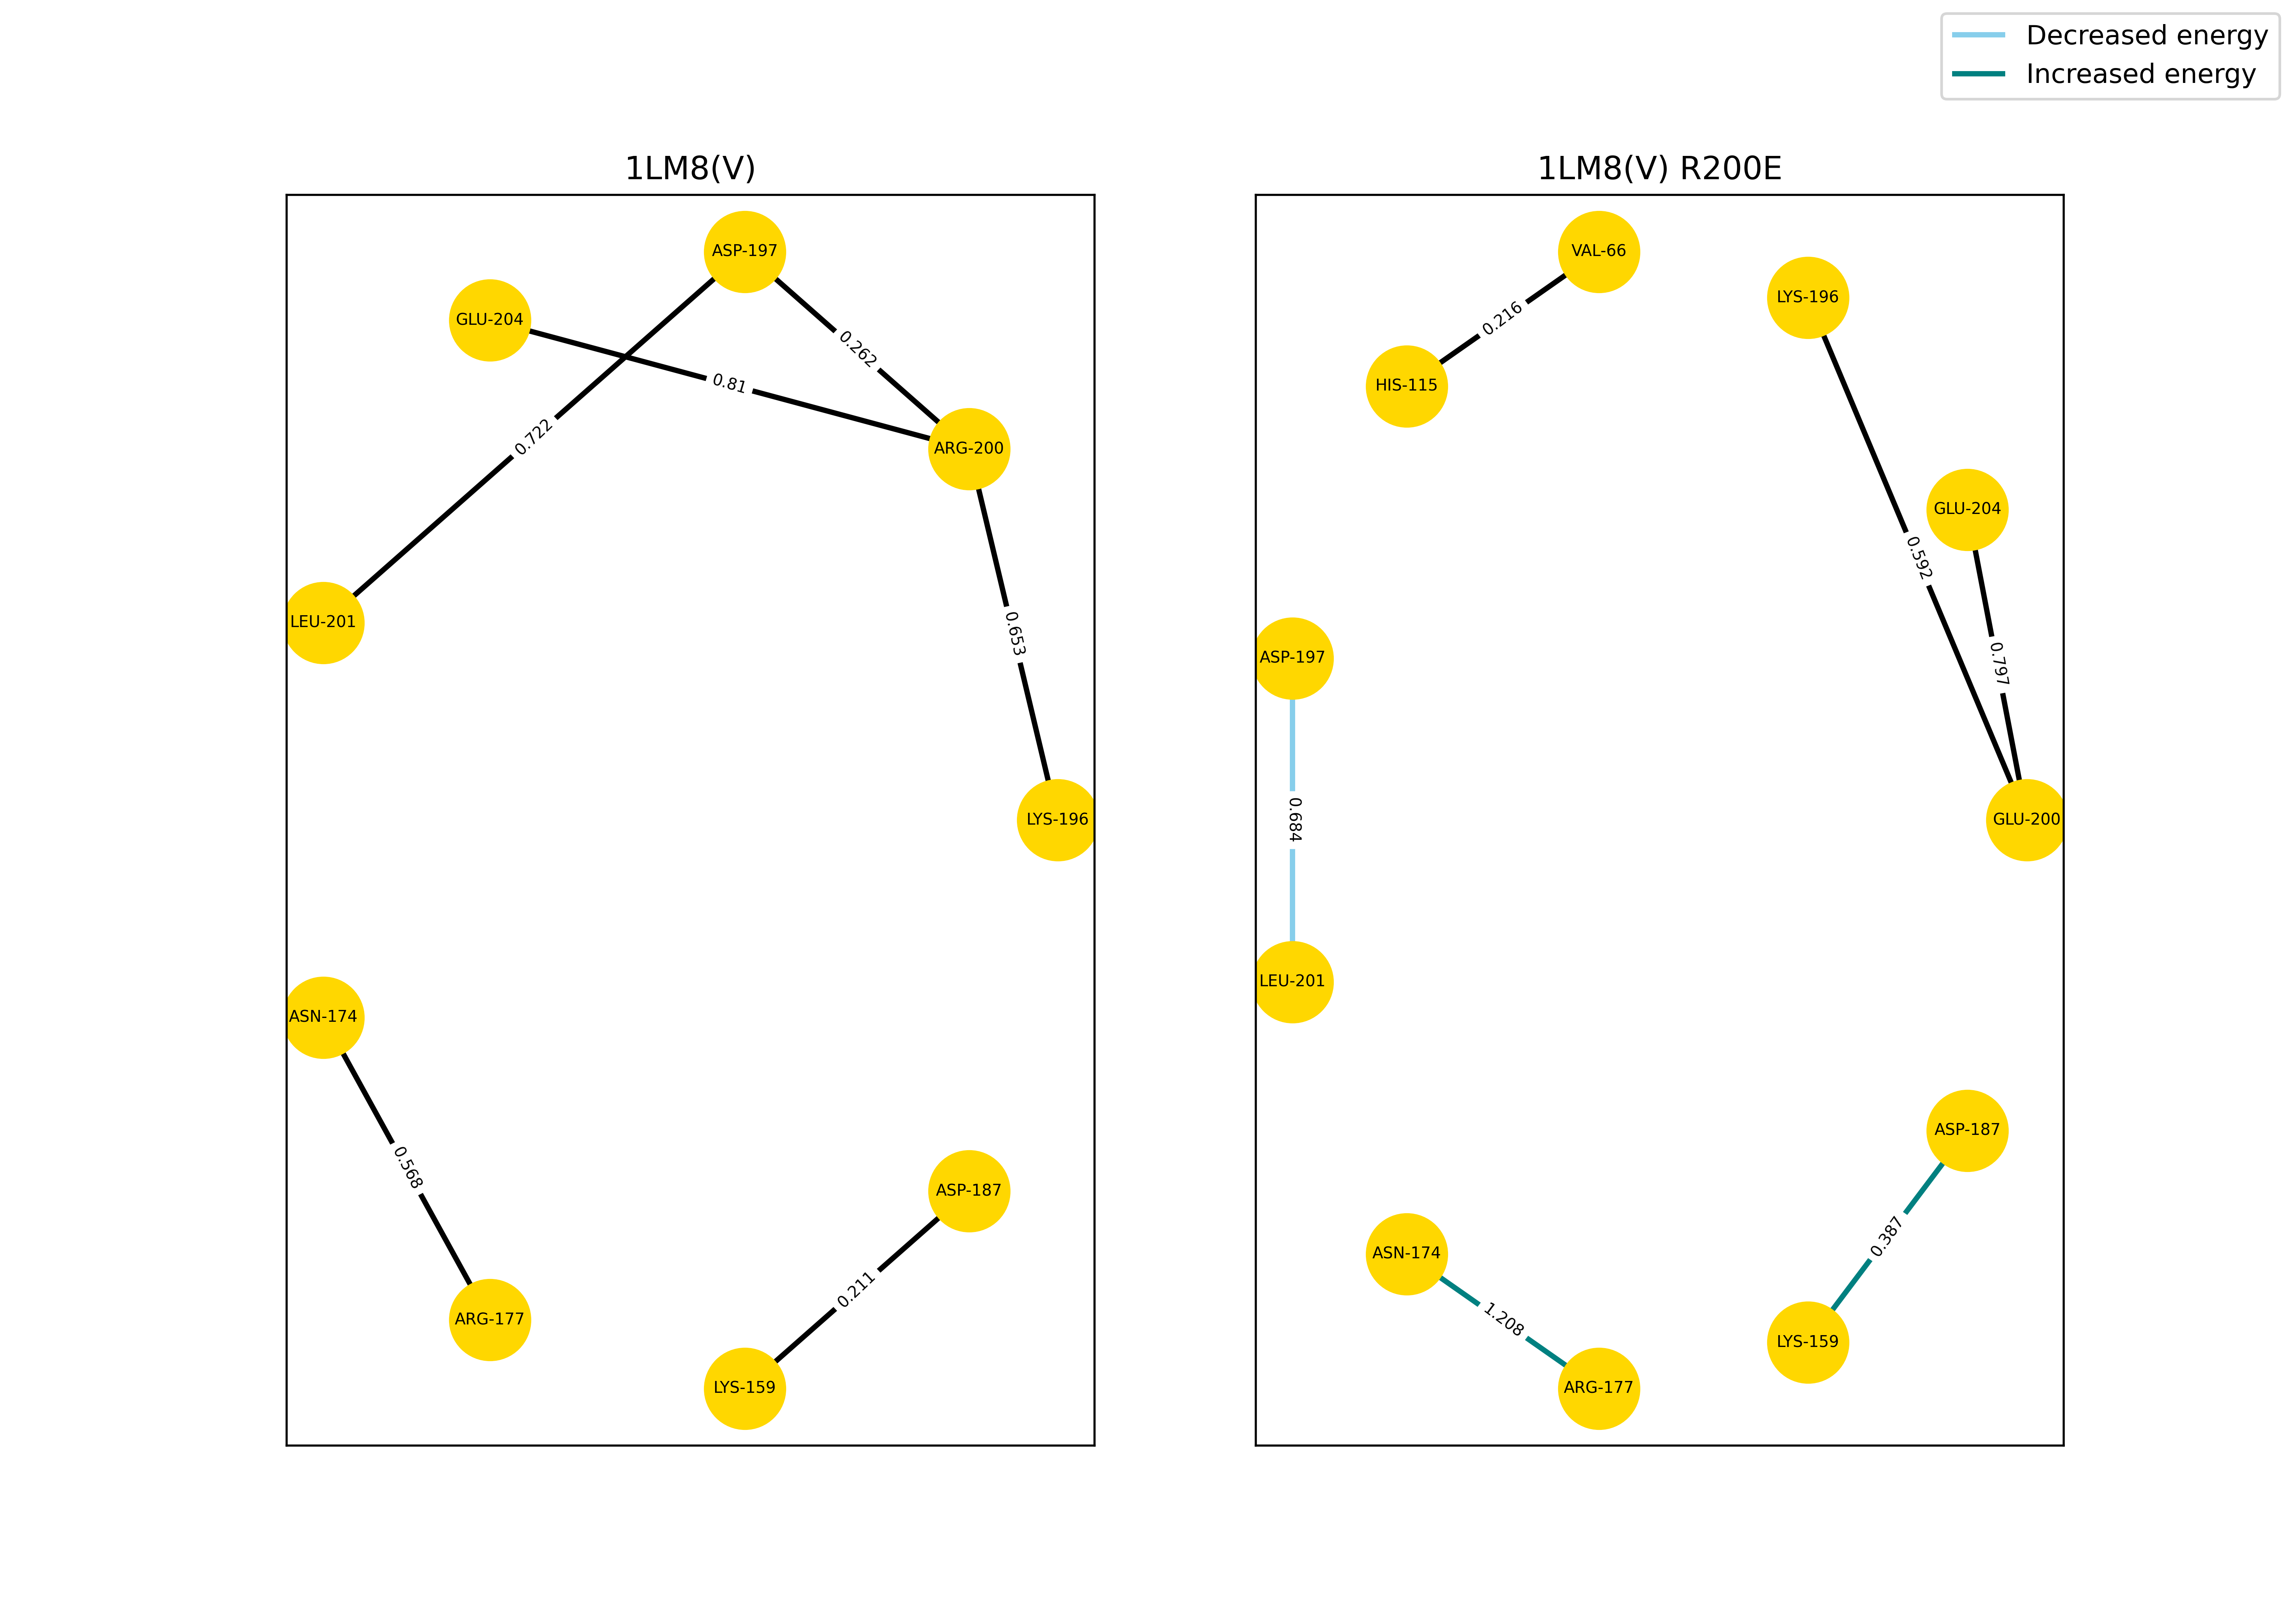 Decreased energy
Increased energy
1LM8(V)
ASP-197
GLU-204
0.262
0.81
0.722
ARG-200
LEU-201
0.653
LYS-196
ASN-174
0.568
ASP-187
0.211
ARG-177
LYS-159
1LM8(V) R200E
VAL-66
LYS-196
0.216
HIS-115
GLU-204
0.592
ASP-197
0.797
0.684
GLU-200
LEU-201
ASP-187
0.387
ASN-174
1.208
LYS-159
ARG-177